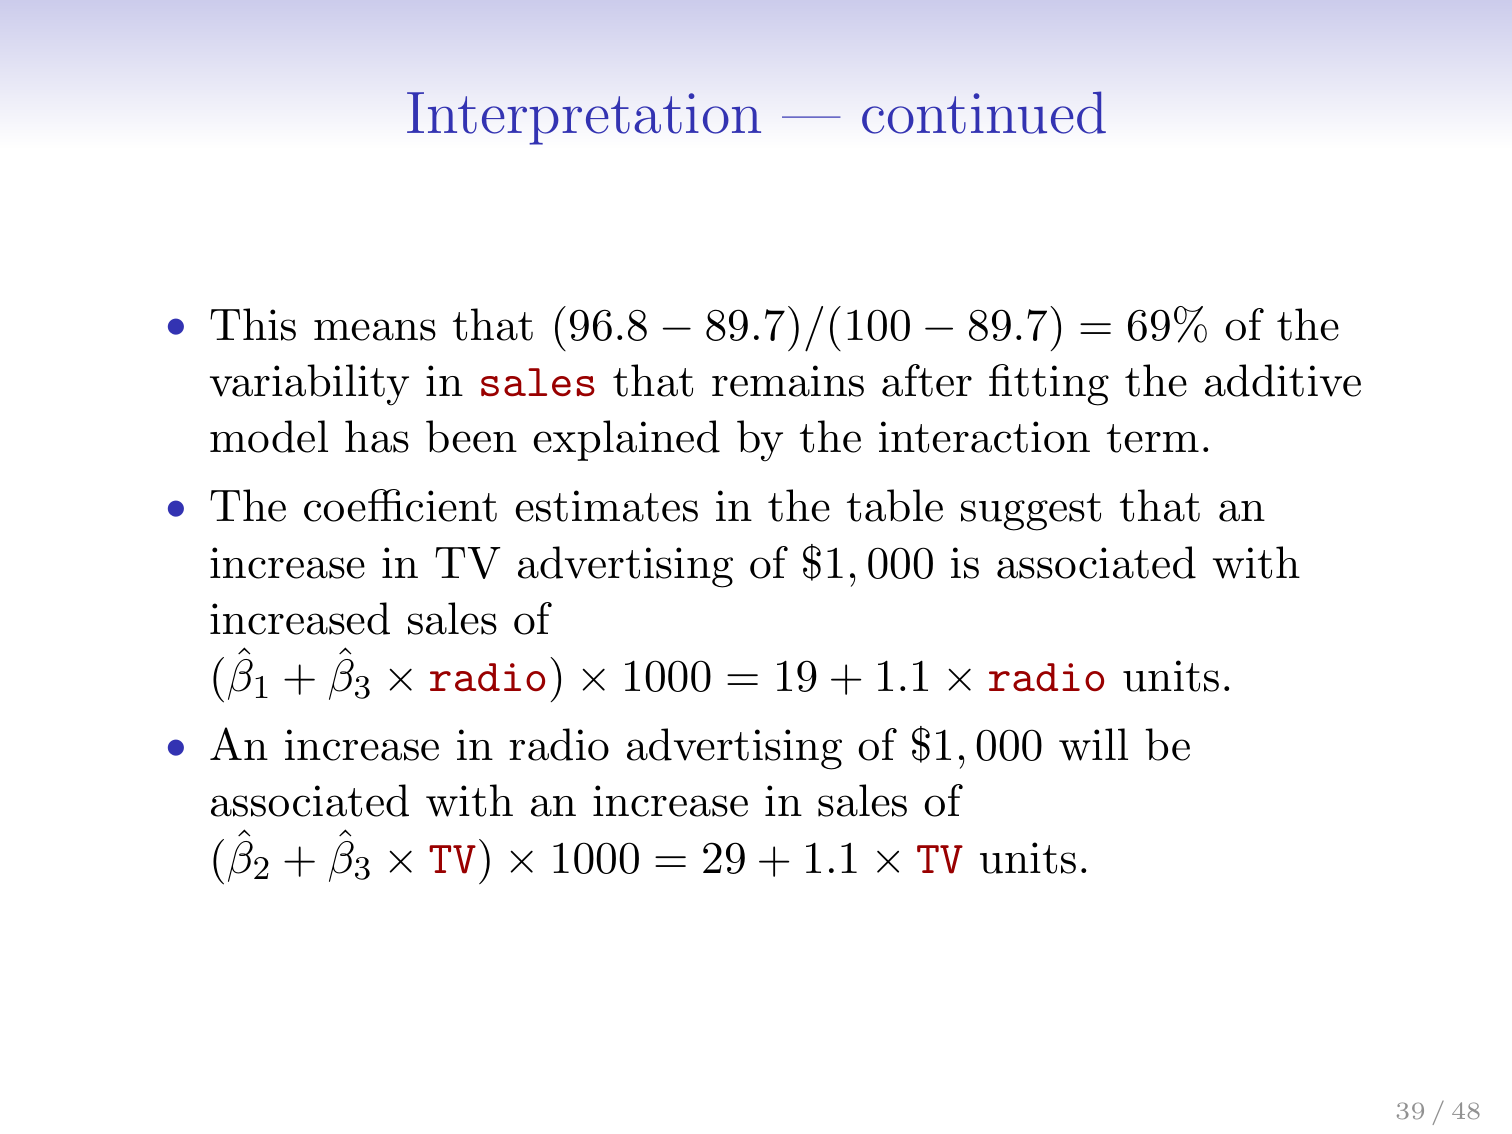 Interpretation — continued
• This means that (96.8 − 89.7)/(100 − 89.7) = 69% of the
variability in sales that remains after fitting the additive
model has been explained by the interaction term.
• The coefficient estimates in the table suggest that an
increase in TV advertising of $1, 000 is associated with
increased sales of
(β̂₁ + β̂₃ × radio) × 1000 = 19 + 1.1 × radio units.
• An increase in radio advertising of $1, 000 will be
associated with an increase in sales of
(β̂₂ + β̂₃ × TV) × 1000 = 29 + 1.1 × TV units.
39 / 48